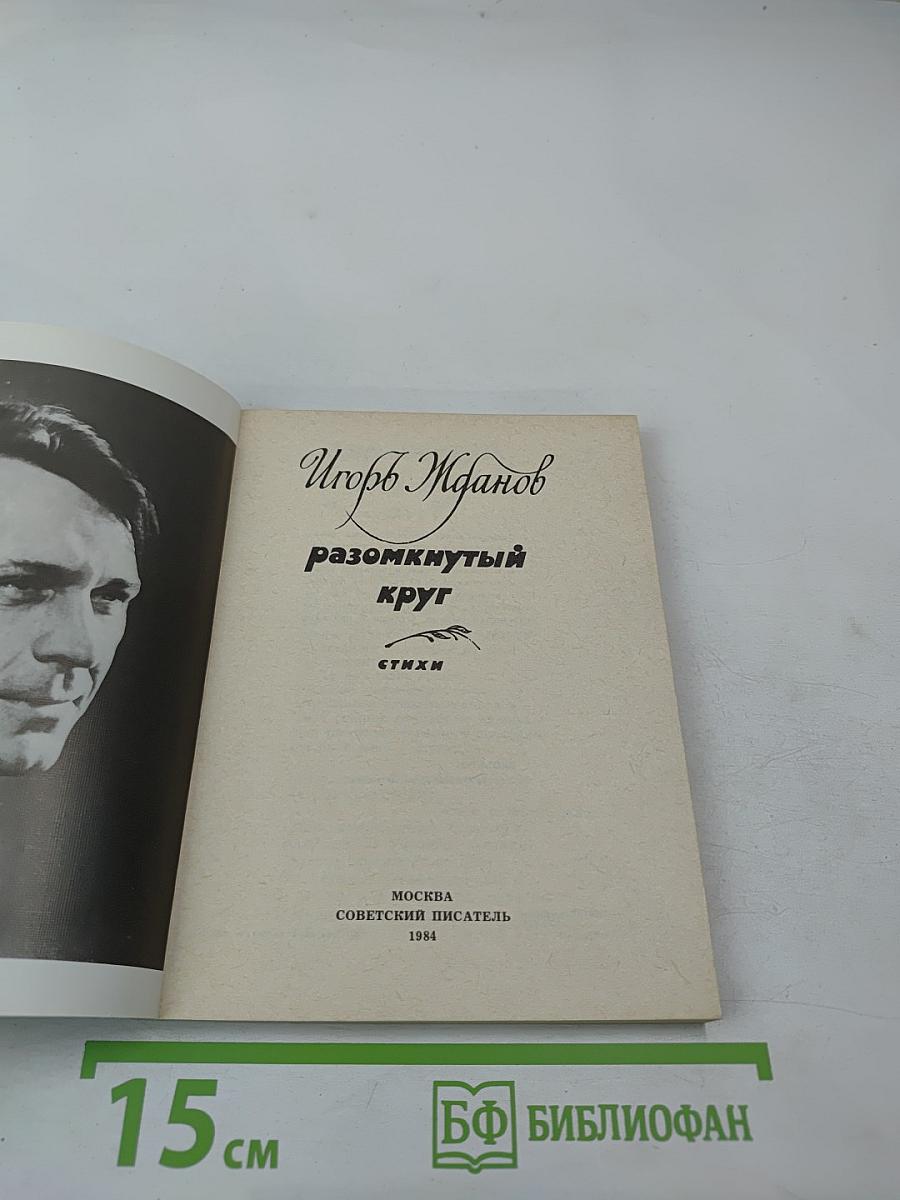 Игорь Жданов
разомкнутый
круг
стихи
МОСКВА
СОВЕТСКИЙ ПИСАТЕЛЬ
1984
15 см
БФ БИБЛИОФАН